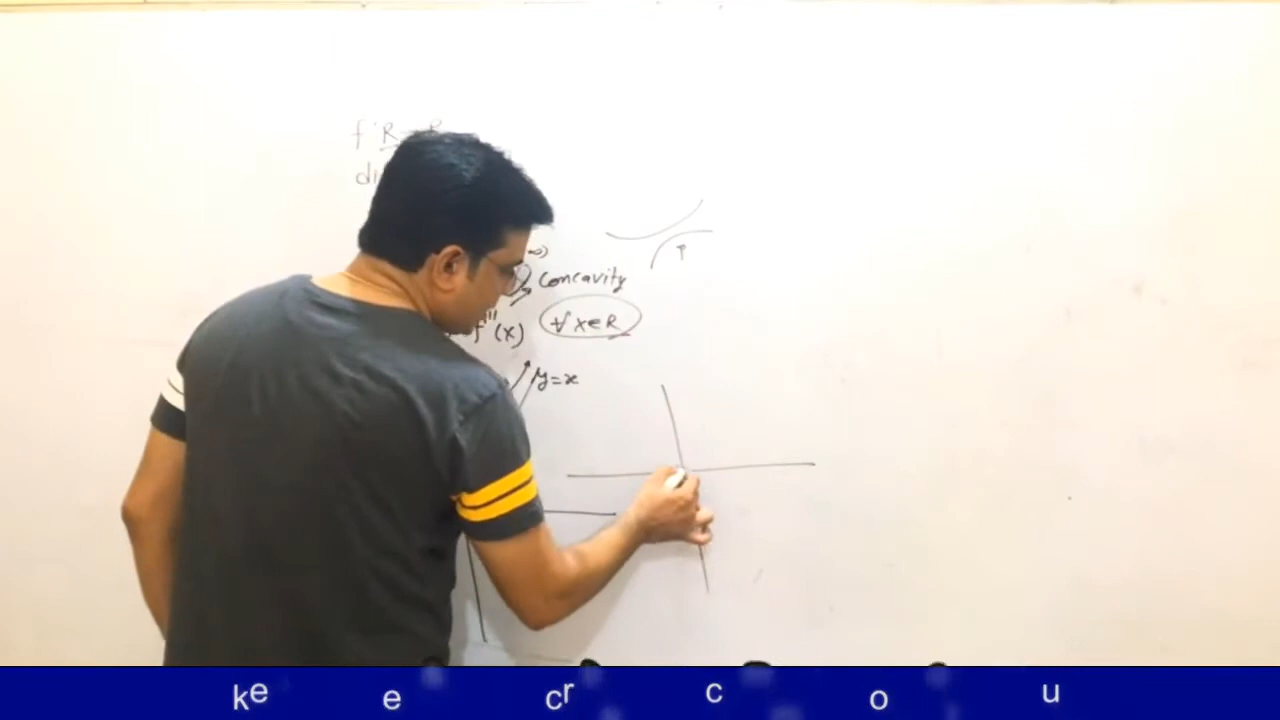 f R R
di
∞)
Concavity
f''(x) ∀ x∈R
y=x
ke e cr c o u